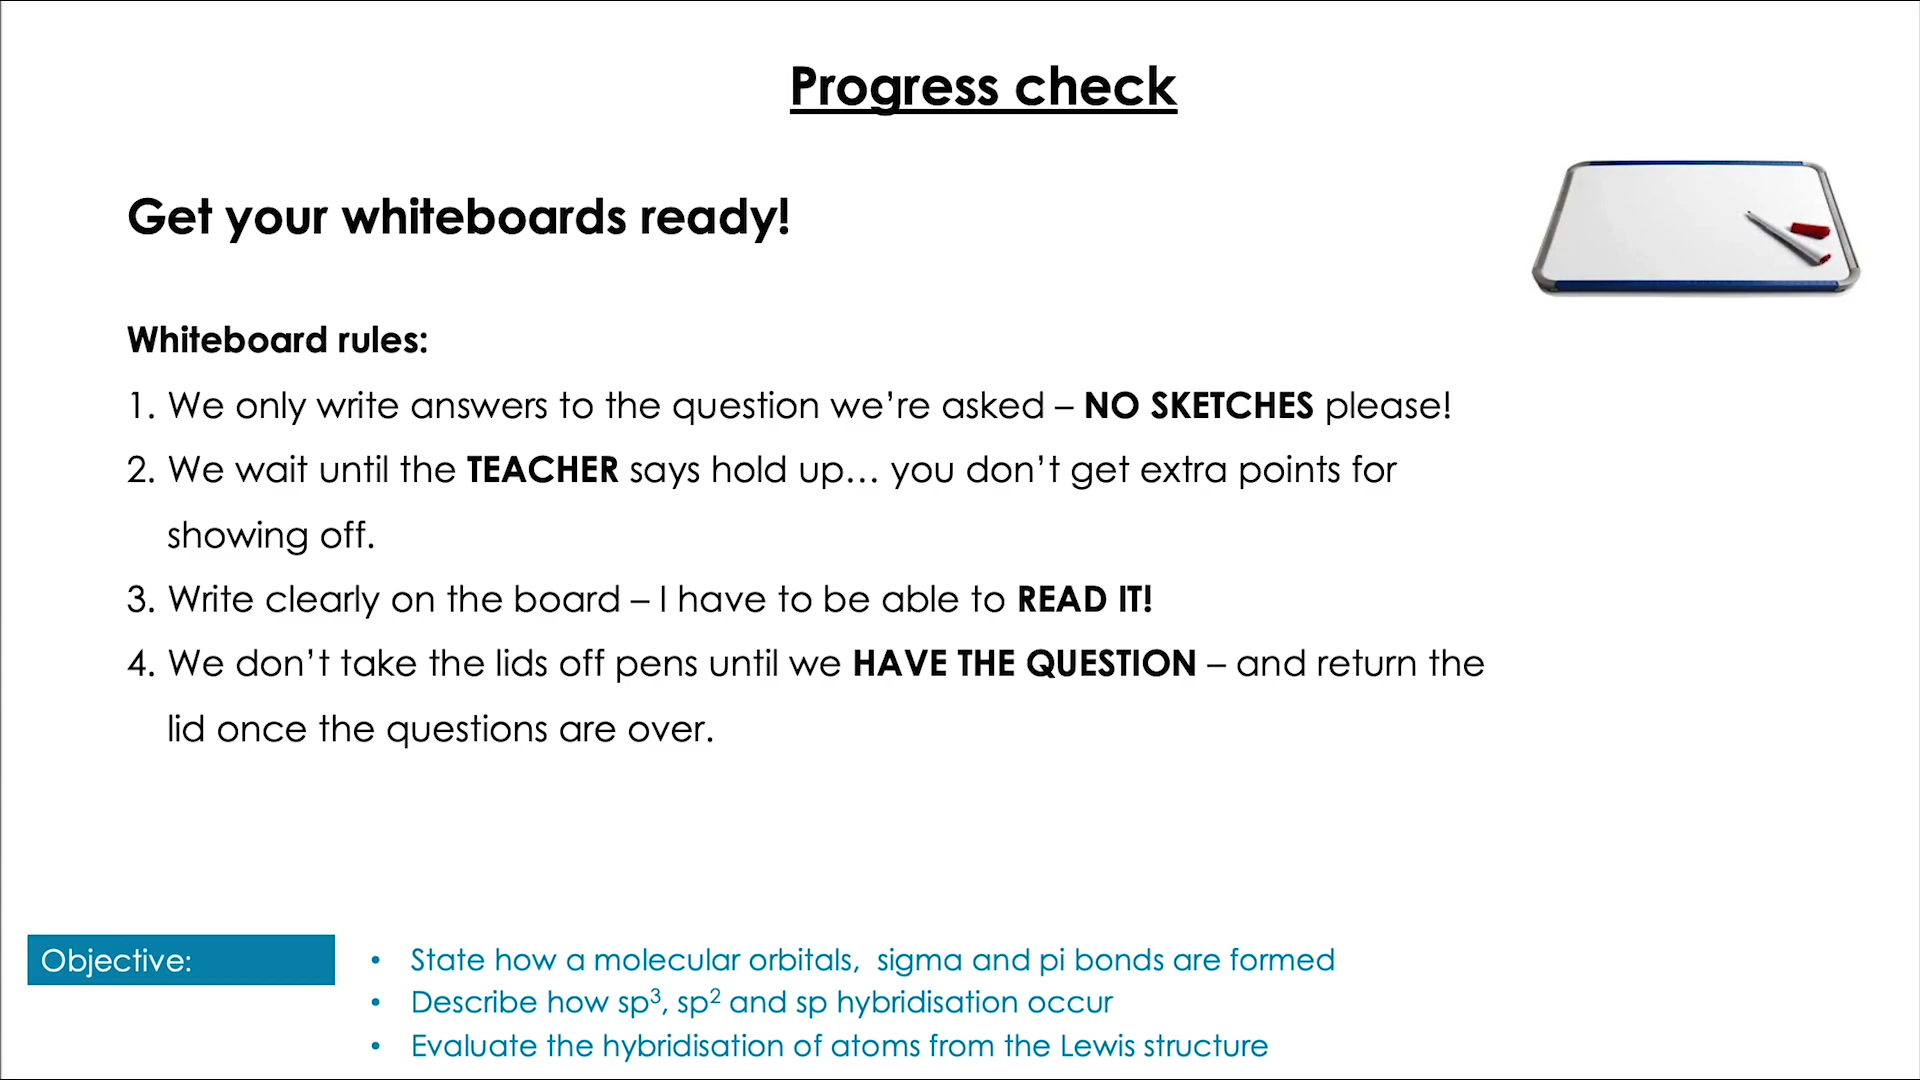 Progress check
Get your whiteboards ready!
Whiteboard rules:
1. We only write answers to the question we’re asked – NO SKETCHES please!
2. We wait until the TEACHER says hold up… you don’t get extra points for
showing off.
3. Write clearly on the board – I have to be able to READ IT!
4. We don’t take the lids off pens until we HAVE THE QUESTION – and return the
lid once the questions are over.
Objective:
• State how a molecular orbitals,  sigma and pi bonds are formed
• Describe how sp³, sp² and sp hybridisation occur
• Evaluate the hybridisation of atoms from the Lewis structure